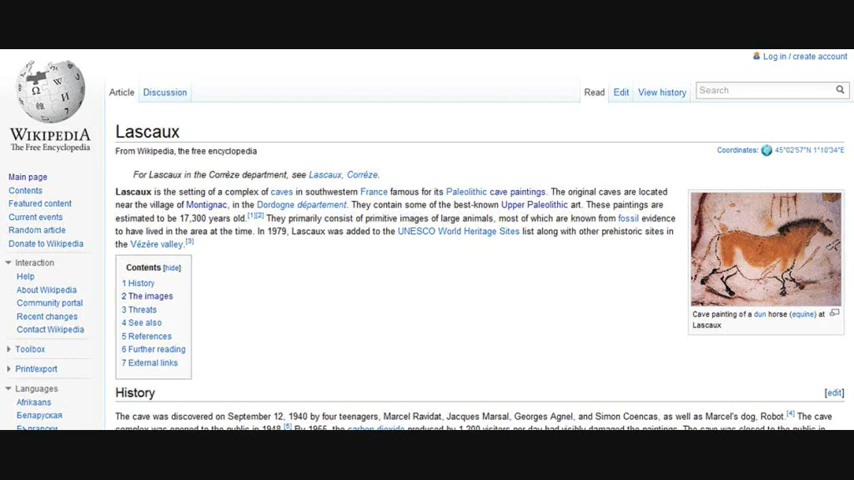 Log in / create account
WIKIPEDIA
The Free Encyclopedia
Main page
Contents
Featured content
Current events
Random article
Donate to Wikipedia
Interaction
Help
About Wikipedia
Community portal
Recent changes
Contact Wikipedia
Toolbox
Print/export
Languages
Afrikaans
Беларуская
Български
Article Discussion Read Edit View history Search
Lascaux
From Wikipedia, the free encyclopedia
Coordinates: 45°02′57″N 1°10′34″E
For Lascaux in the Corrèze department, see Lascaux, Corrèze.
Lascaux is the setting of a complex of caves in southwestern France famous for its Paleolithic cave paintings. The original caves are located
near the village of Montignac, in the Dordogne département. They contain some of the best-known Upper Paleolithic art. These paintings are
estimated to be 17,300 years old.[1][2] They primarily consist of primitive images of large animals, most of which are known from fossil evidence
to have lived in the area at the time. In 1979, Lascaux was added to the UNESCO World Heritage Sites list along with other prehistoric sites in
the Vézère valley.[3]
Cave painting of a dun horse (equine) at
Lascaux
Contents [hide]
1 History
2 The images
3 Threats
4 See also
5 References
6 Further reading
7 External links
History [edit]
The cave was discovered on September 12, 1940 by four teenagers, Marcel Ravidat, Jacques Marsal, Georges Agnel, and Simon Coencas, as well as Marcel's dog, Robot.[4] The cave
complex was opened to the public in 1948.[5] By 1955, the carbon dioxide produced by 1,200 visitors per day had visibly damaged the paintings. The cave was closed to the public in